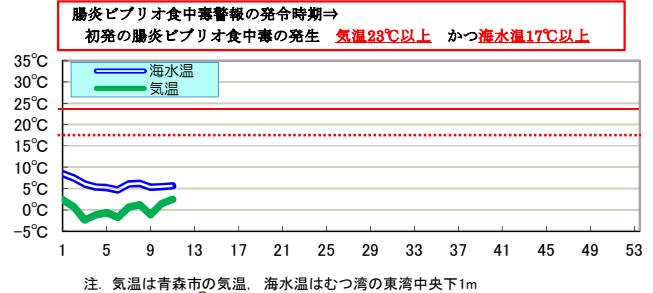 腸炎ビブリオ食中毒警報の発令時期⇒
初発の腸炎ビブリオ食中毒の発生　気温23℃以上　かつ海水温17℃以上
35℃
30℃
25℃
20℃
15℃
10℃
5℃
0℃
-5℃
海水温
気温
1 5 9 13 17 21 25 29 33 37 41 45 49 53
注．気温は青森市の気温，海水温はむつ湾の東湾中央下1m